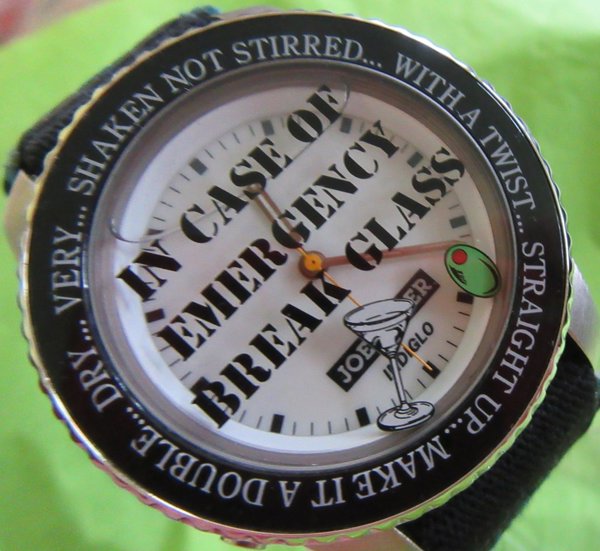 SHAKEN NOT STIRRED... WITH A TWIST... STRAIGHT UP... MAKE IT A DOUBLE... DRY... VERY...
IN CASE OF
EMERGENCY
BREAK GLASS
INDIGLO